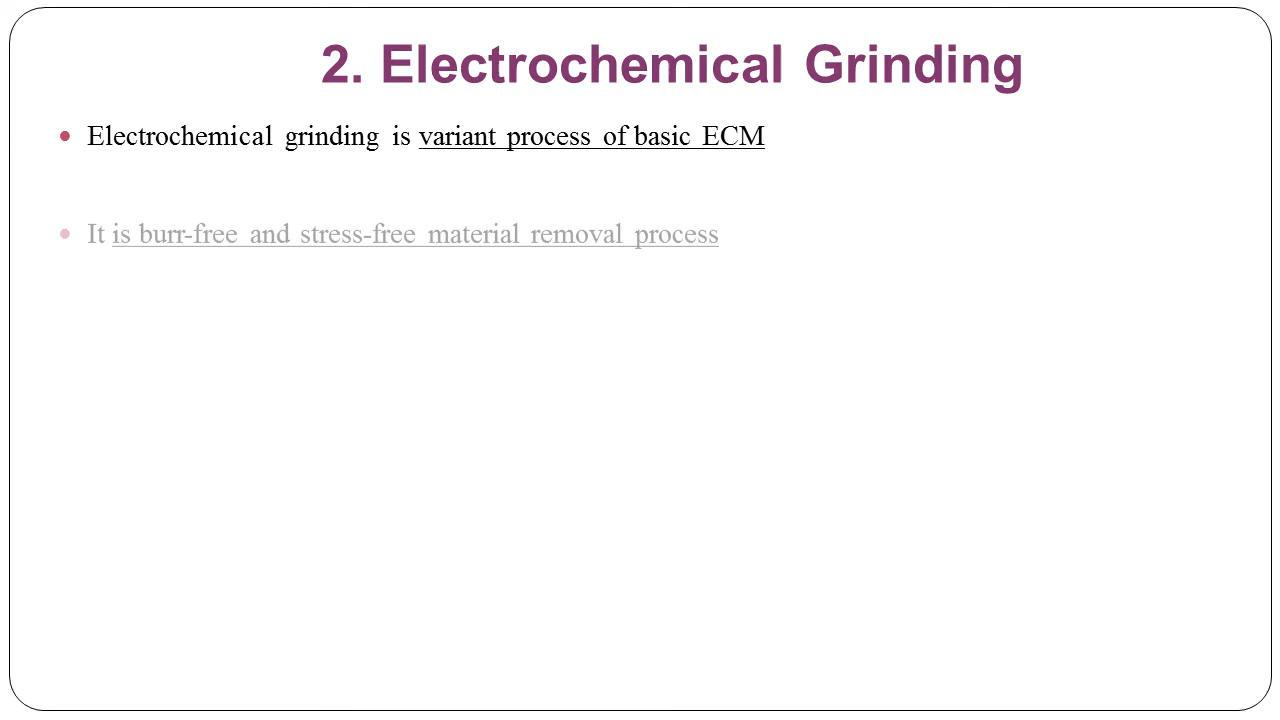 2. Electrochemical Grinding
• Electrochemical grinding is variant process of basic ECM
• It is burr-free and stress-free material removal process